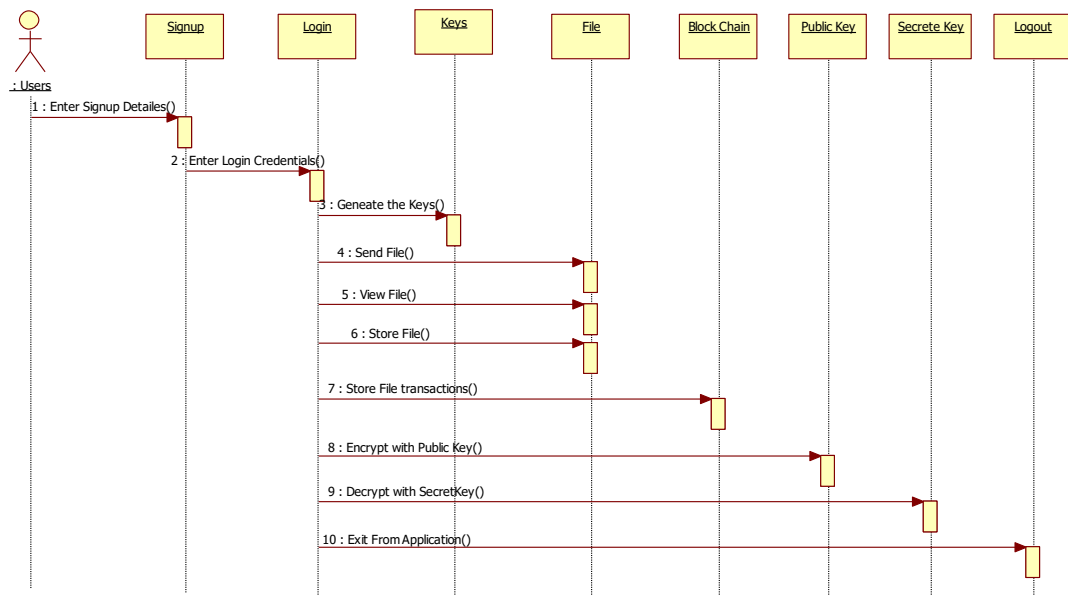 Signup
Login
Keys
File
Block Chain
Public Key
Secrete Key
Logout
: Users
1 : Enter Signup Detailes()
2 : Enter Login Credentials()
3 : Geneate the Keys()
4 : Send File()
5 : View File()
6 : Store File()
7 : Store File transactions()
8 : Encrypt with Public Key()
9 : Decrypt with SecretKey()
10 : Exit From Application()